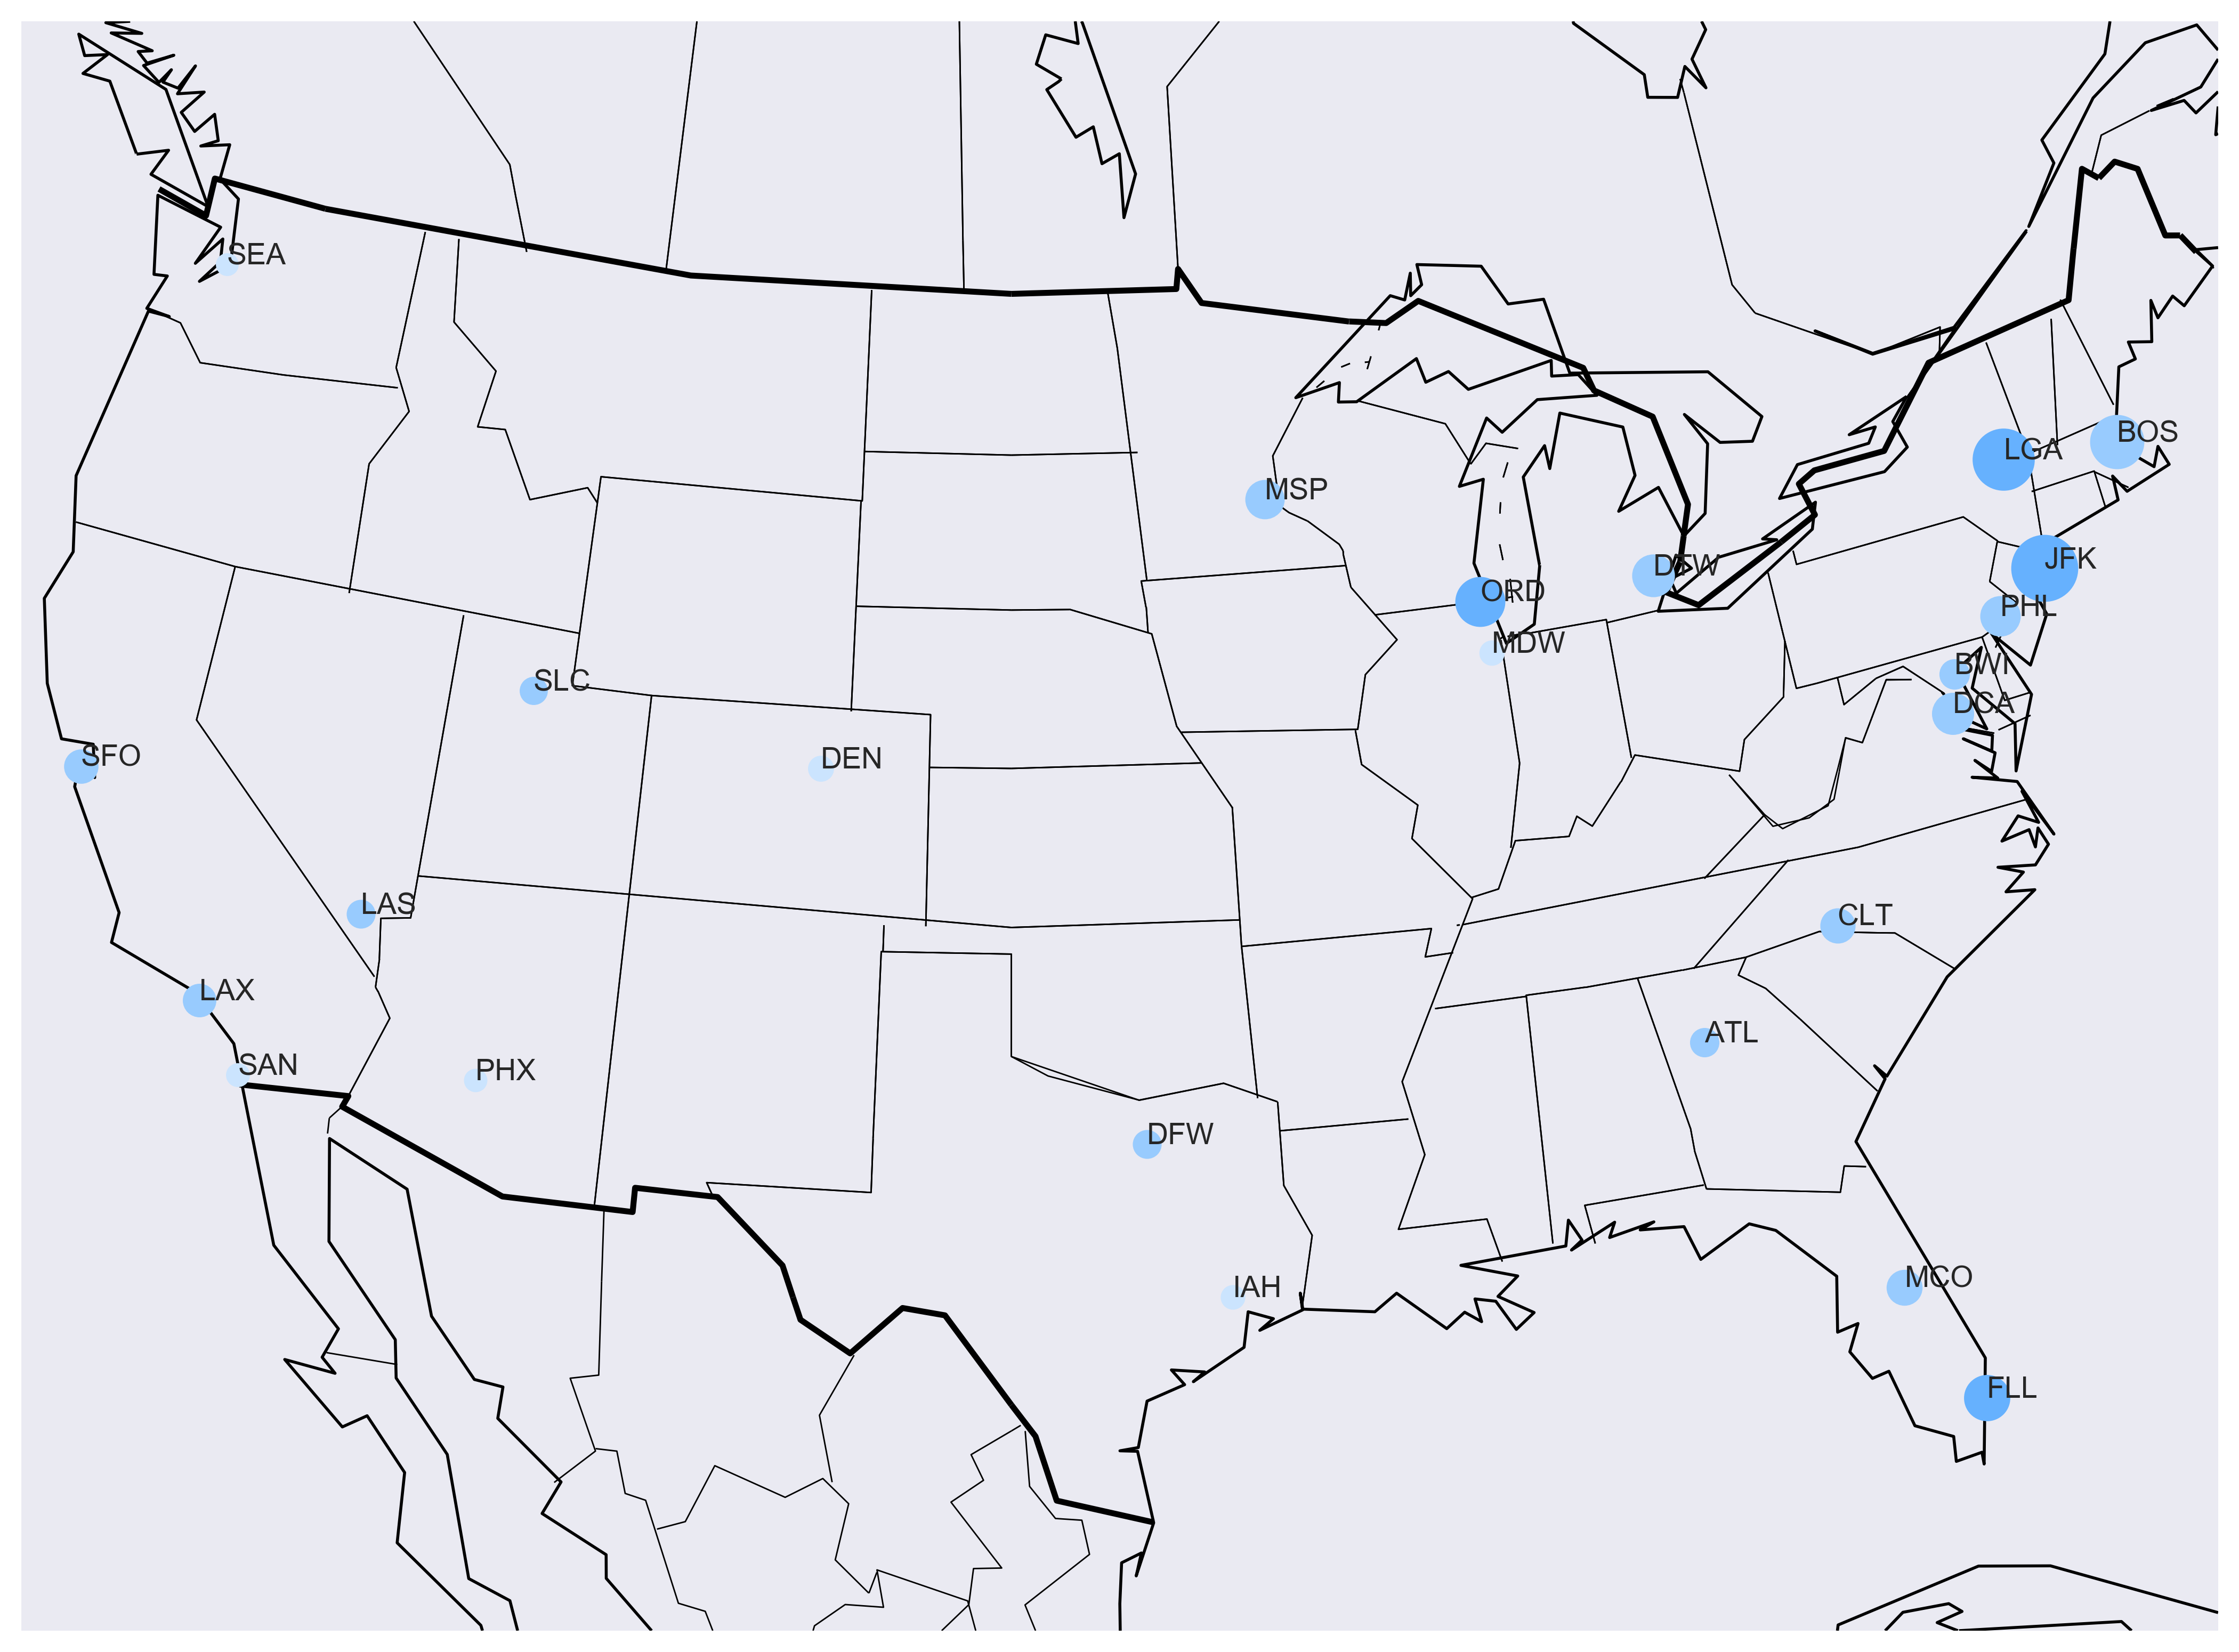 SEA
BOS
LGA
MSP
JFK
DTW
ORD
PHL
MDW
BWI
SLC
DCA
SFO
DEN
LAS
CLT
LAX
ATL
SAN
PHX
DFW
MCO
IAH
FLL